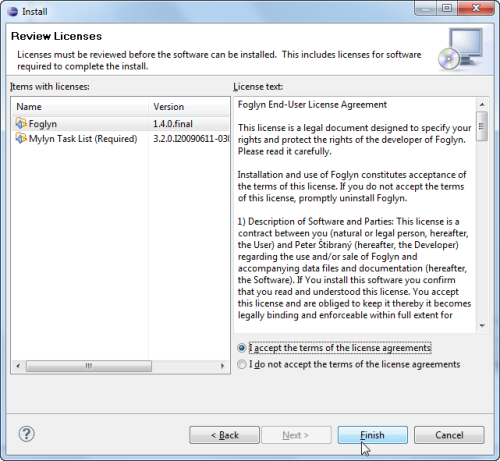 Install
Review Licenses
Licenses must be reviewed before the software can be installed. This includes licenses for software
required to complete the install.
Items with licenses:
Name Version
Foglyn 1.4.0.final
Mylyn Task List (Required) 3.2.0.I20090611-030
License text:
Foglyn End-User License Agreement
This license is a legal document designed to specify your
rights and protect the rights of the developer of Foglyn.
Please read it carefully.
Installation and use of Foglyn constitutes acceptance of
the terms of this license. If you do not accept the terms
of this license, promptly uninstall Foglyn.
1) Description of Software and Parties: This license is a
contract between you (natural or legal person, hereafter,
the User) and Peter Štibraný (hereafter, the Developer)
regarding the use and/or sale of Foglyn and
accompanying data files and documentation (hereafter,
the Software). If You install this software you confirm
that you read and understood this license. You accept
this license and are obliged to keep it thereby it becomes
legally binding and enforceable within full extent for
I accept the terms of the license agreements
I do not accept the terms of the license agreements
? < Back Next > Finish Cancel